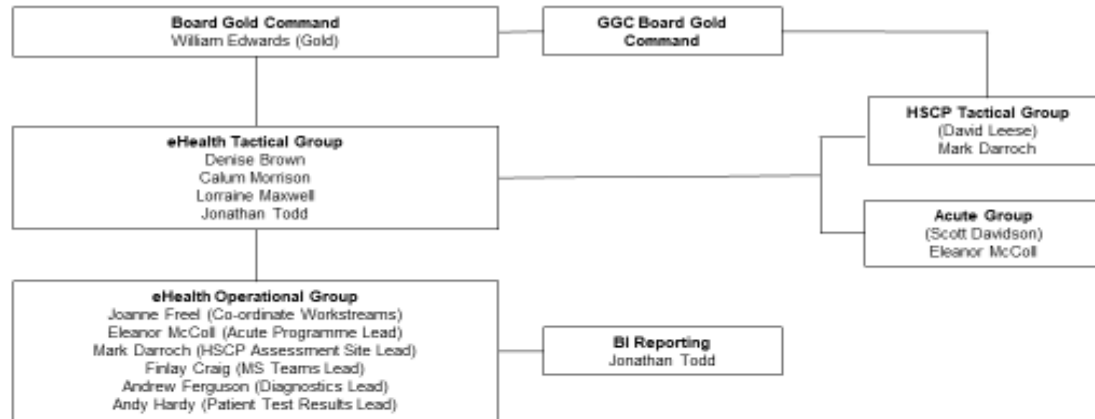 Board Gold Command
William Edwards (Gold)
GGC Board Gold
Command
HSCP Tactical Group
(David Leese)
Mark Darroch
eHealth Tactical Group
Denise Brown
Calum Morrison
Lorraine Maxwell
Jonathan Todd
Acute Group
(Scott Davidson)
Eleanor McColl
eHealth Operational Group
Joanne Freel (Co-ordinate Workstreams)
Eleanor McColl (Acute Programme Lead)
Mark Darroch (HSCP Assessment Site Lead)
Finlay Craig (MS Teams Lead)
Andrew Ferguson (Diagnostics Lead)
Andy Hardy (Patient Test Results Lead)
BI Reporting
Jonathan Todd